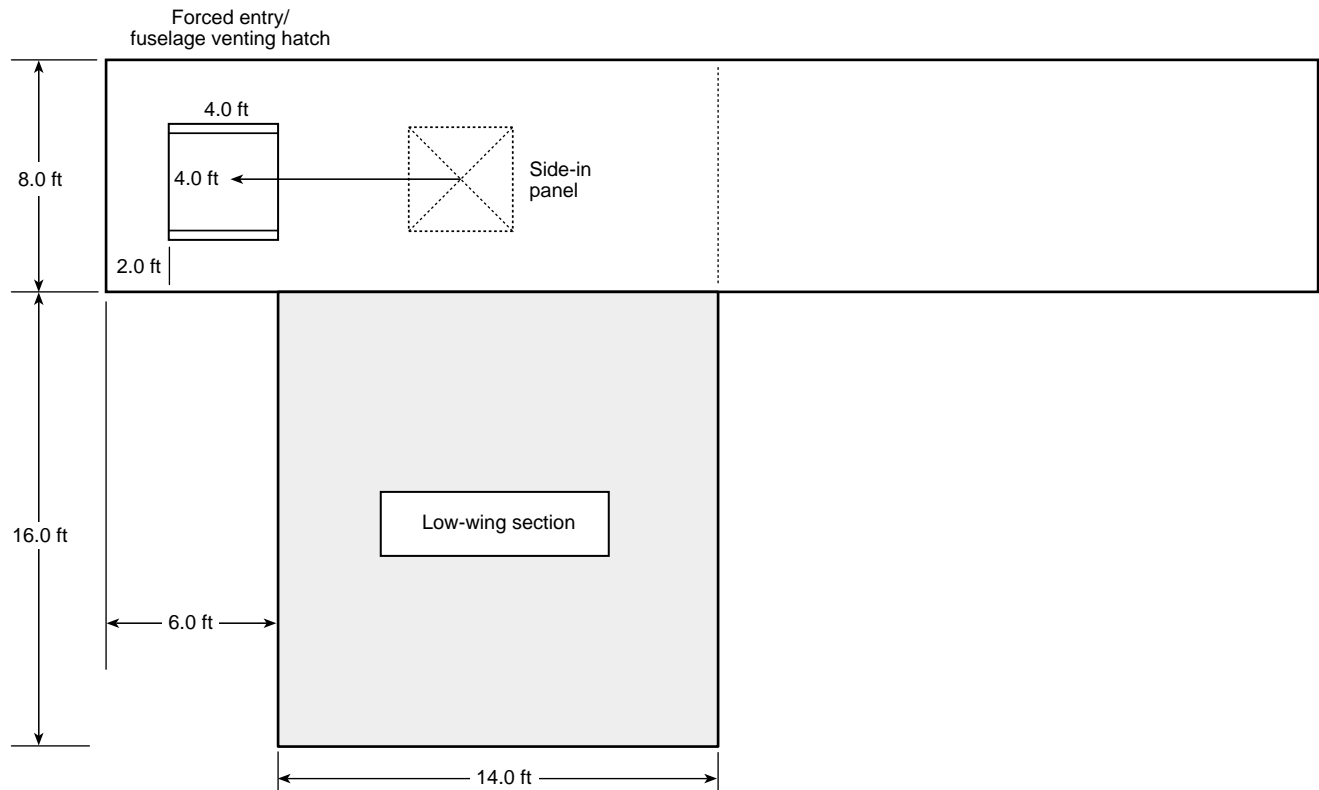 Forced entry/
fuselage venting hatch
4.0 ft
8.0 ft
4.0 ft
Side-in
panel
2.0 ft
Low-wing section
16.0 ft
6.0 ft
14.0 ft